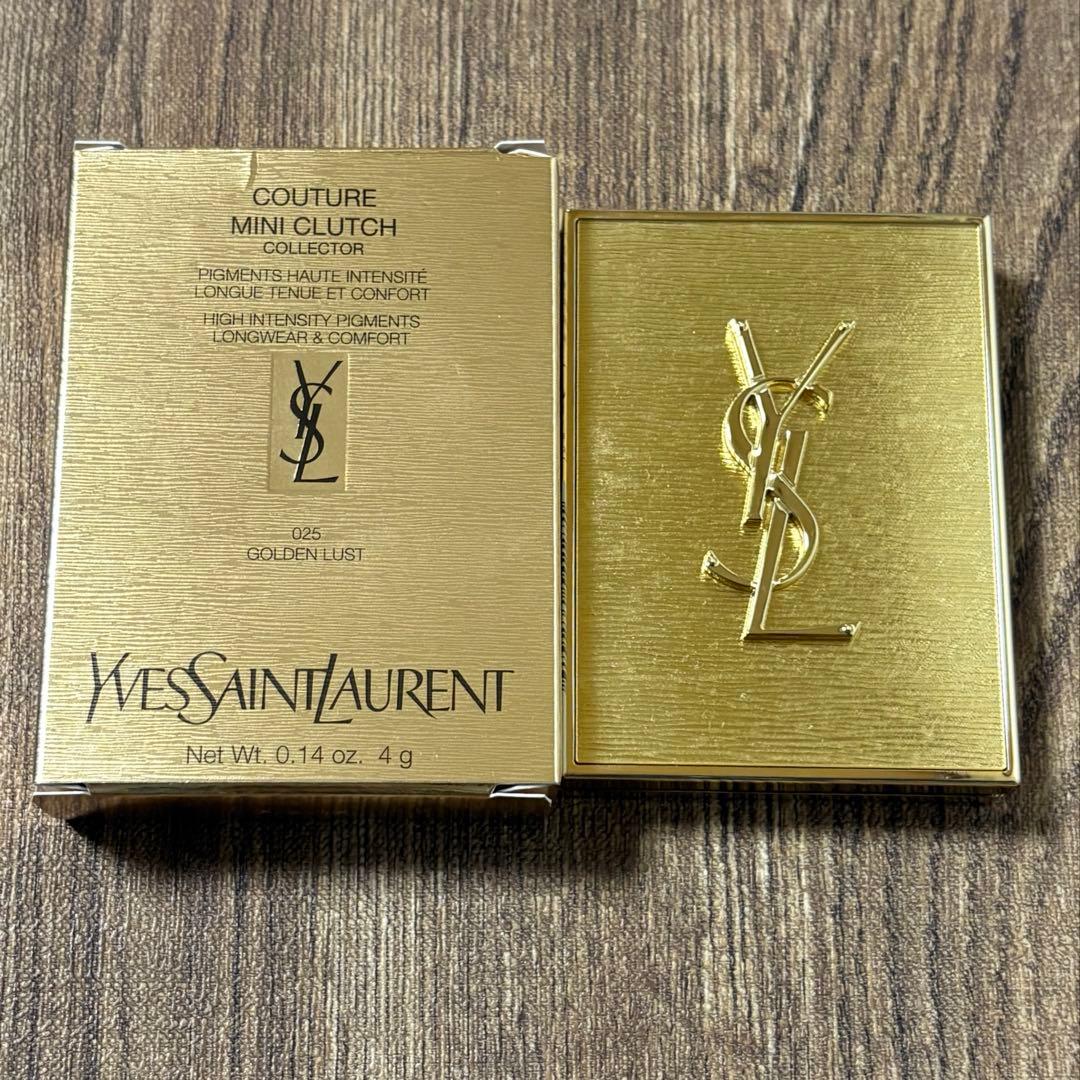 COUTURE
MINI CLUTCH
COLLECTOR
PIGMENTS HAUTE INTENSITÉ
LONGUE TENUE ET CONFORT
HIGH INTENSITY PIGMENTS
LONGWEAR & COMFORT
YSL
025
GOLDEN LUST
YVESSAINTLAURENT
Net Wt. 0.14 oz. 4 g
YSL